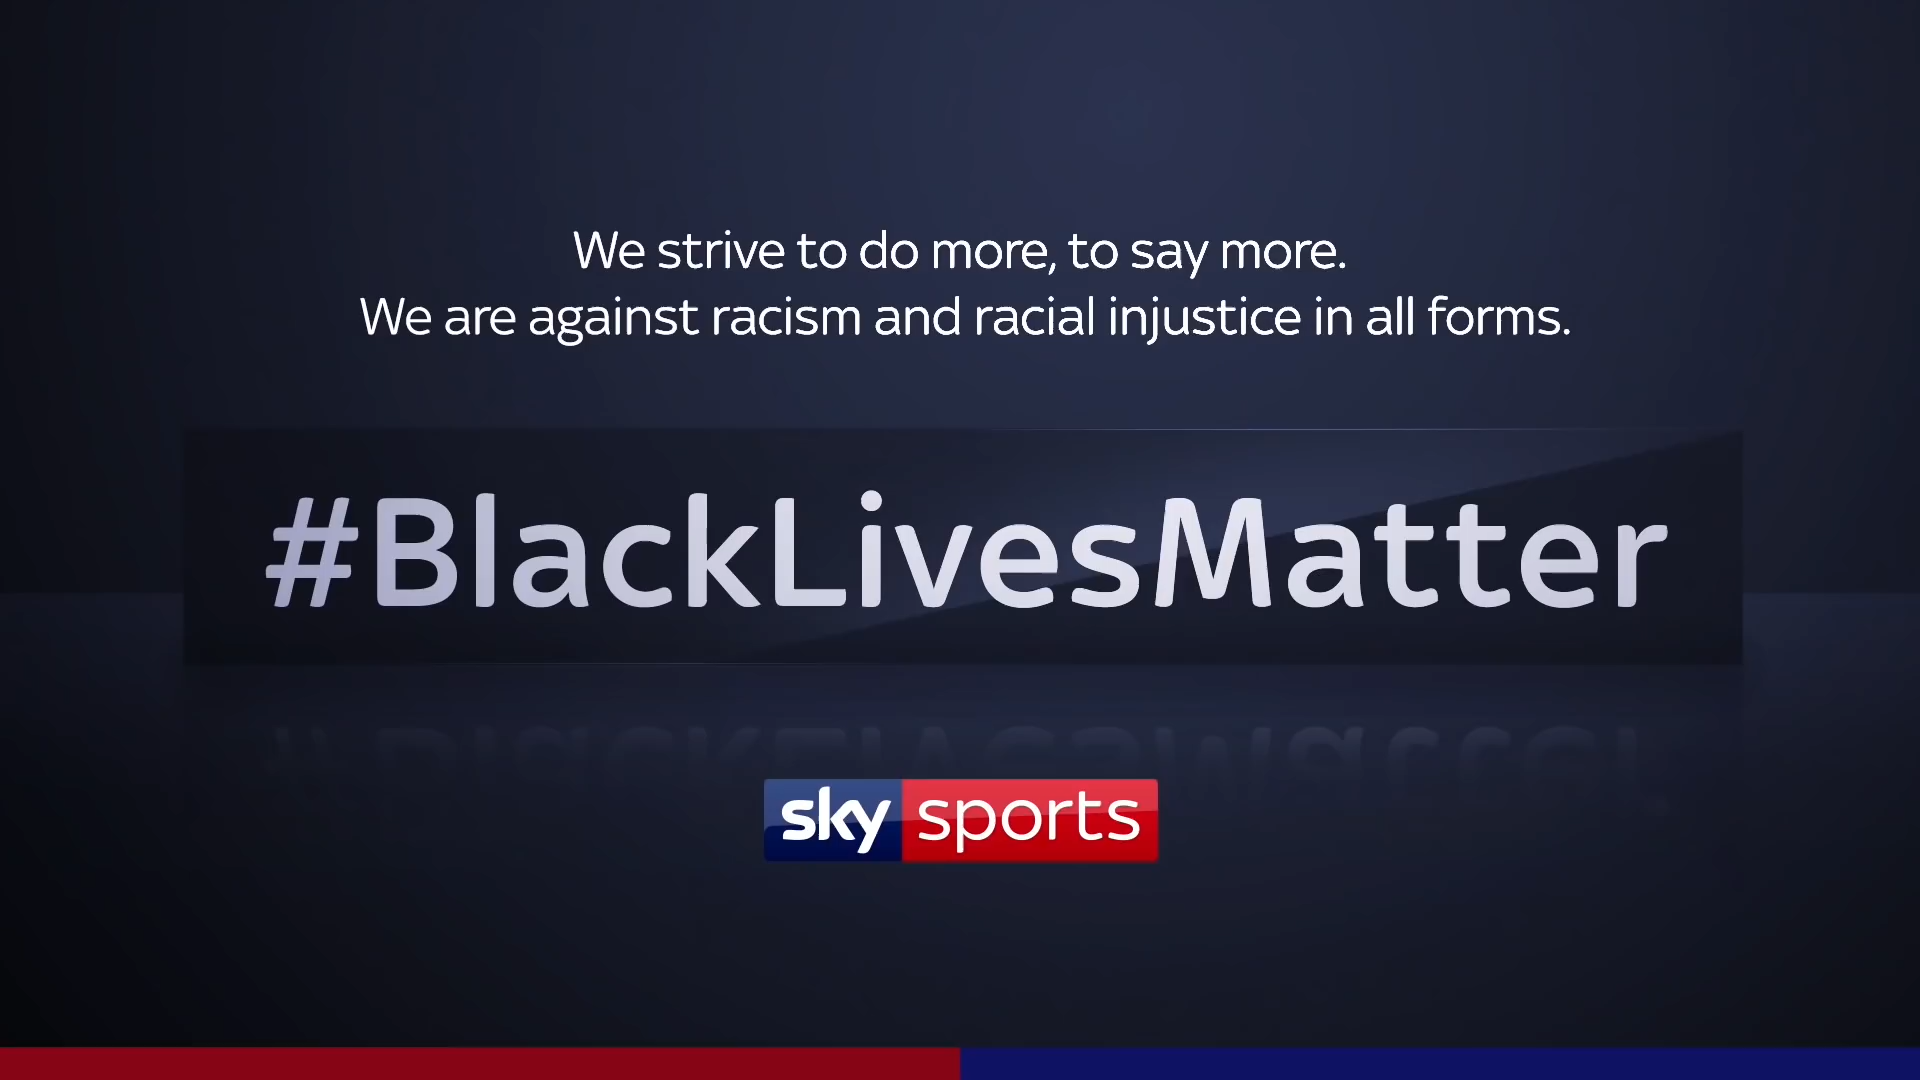 We strive to do more, to say more.
We are against racism and racial injustice in all forms.
#BlackLivesMatter
sky sports